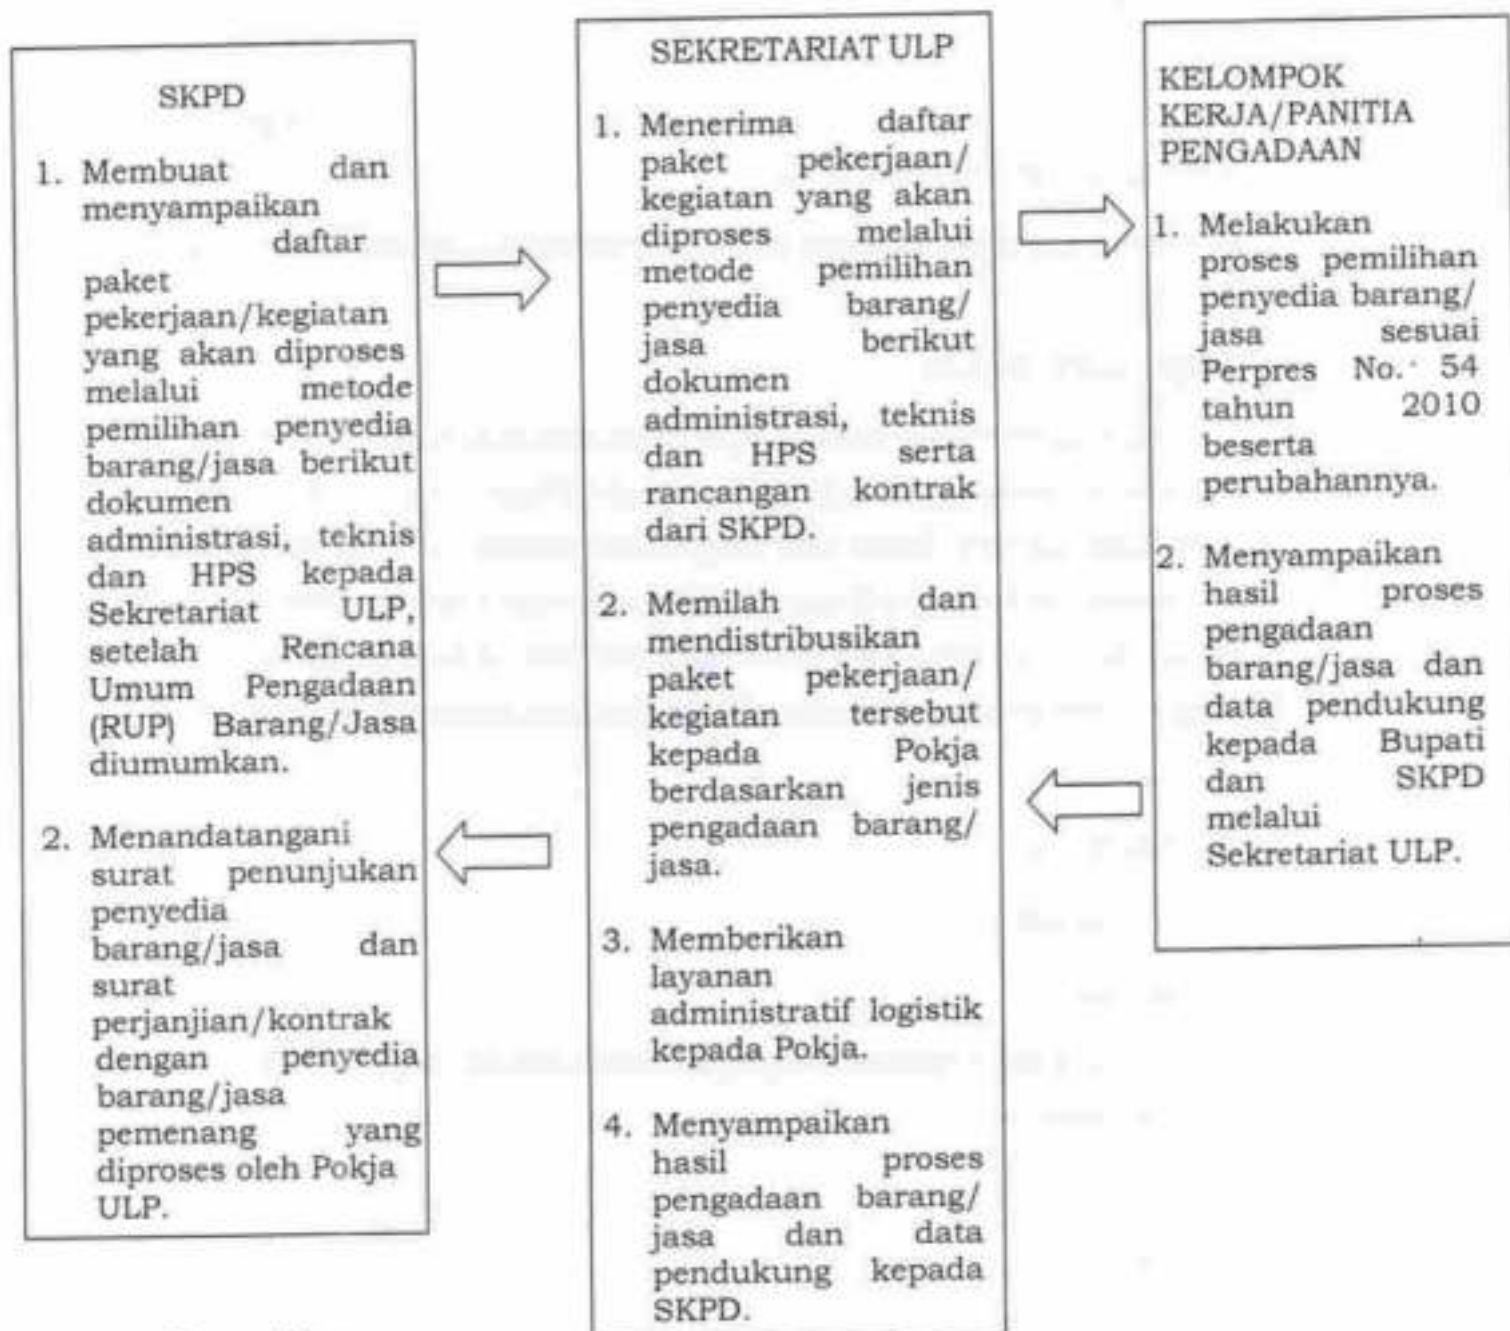 SKPD
1. Membuat dan
menyampaikan
daftar
paket
pekerjaan/kegiatan
yang akan diproses
melalui metode
pemilihan penyedia
barang/jasa berikut
dokumen
administrasi, teknis
dan HPS kepada
Sekretariat ULP,
setelah Rencana
Umum Pengadaan
(RUP) Barang/Jasa
diumumkan.
2. Menandatangani
surat penunjukan
penyedia
barang/jasa dan
surat
perjanjian/kontrak
dengan penyedia
barang/jasa
pemenang yang
diproses oleh Pokja
ULP.
SEKRETARIAT ULP
1. Menerima daftar
paket pekerjaan/
kegiatan yang akan
diproses melalui
metode pemilihan
penyedia barang/
jasa berikut
dokumen
administrasi, teknis
dan HPS serta
rancangan kontrak
dari SKPD.
2. Memilah dan
mendistribusikan
paket pekerjaan/
kegiatan tersebut
kepada Pokja
berdasarkan jenis
pengadaan barang/
jasa.
3. Memberikan
layanan
administratif logistik
kepada Pokja.
4. Menyampaikan
hasil proses
pengadaan barang/
jasa dan data
pendukung kepada
SKPD.
KELOMPOK
KERJA/PANITIA
PENGADAAN
1. Melakukan
proses pemilihan
penyedia barang/
jasa sesuai
Perpres No. 54
tahun 2010
beserta
perubahannya.
2. Menyampaikan
hasil proses
pengadaan
barang/jasa dan
data pendukung
kepada Bupati
dan SKPD
melalui
Sekretariat ULP.